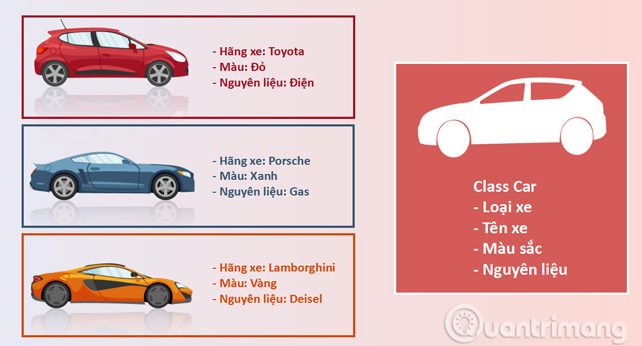 - Hãng xe: Toyota
- Màu: Đỏ
- Nguyên liệu: Điện
- Hãng xe: Porsche
- Màu: Xanh
- Nguyên liệu: Gas
- Hãng xe: Lamborghini
- Màu: Vàng
- Nguyên liệu: Deisel
Class Car
- Loại xe
- Tên xe
- Màu sắc
- Nguyên liệu
Quantrimang